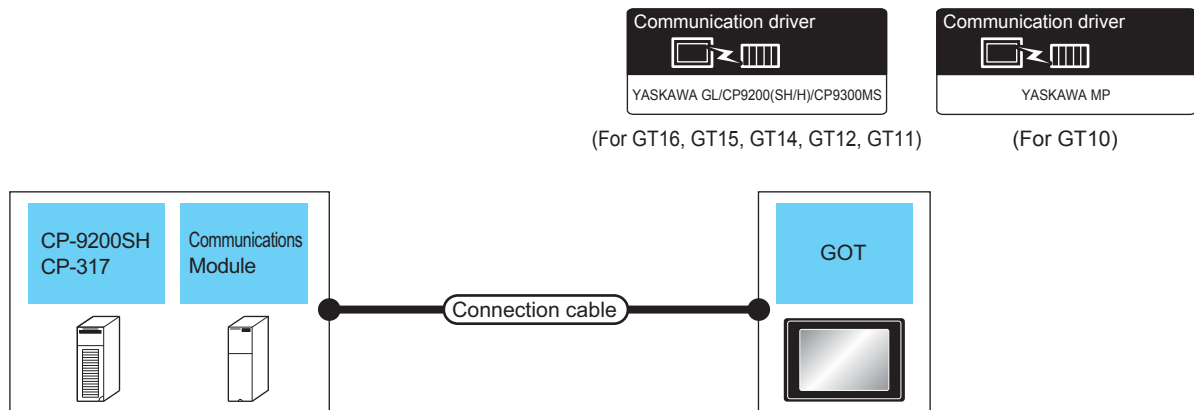 Communication driver
YASKAWA GL/CP9200(SH/H)/CP9300MS
(For GT16, GT15, GT14, GT12, GT11)
Communication driver
YASKAWA MP
(For GT10)
CP-9200SH
CP-317
Communications
Module
Connection cable
GOT